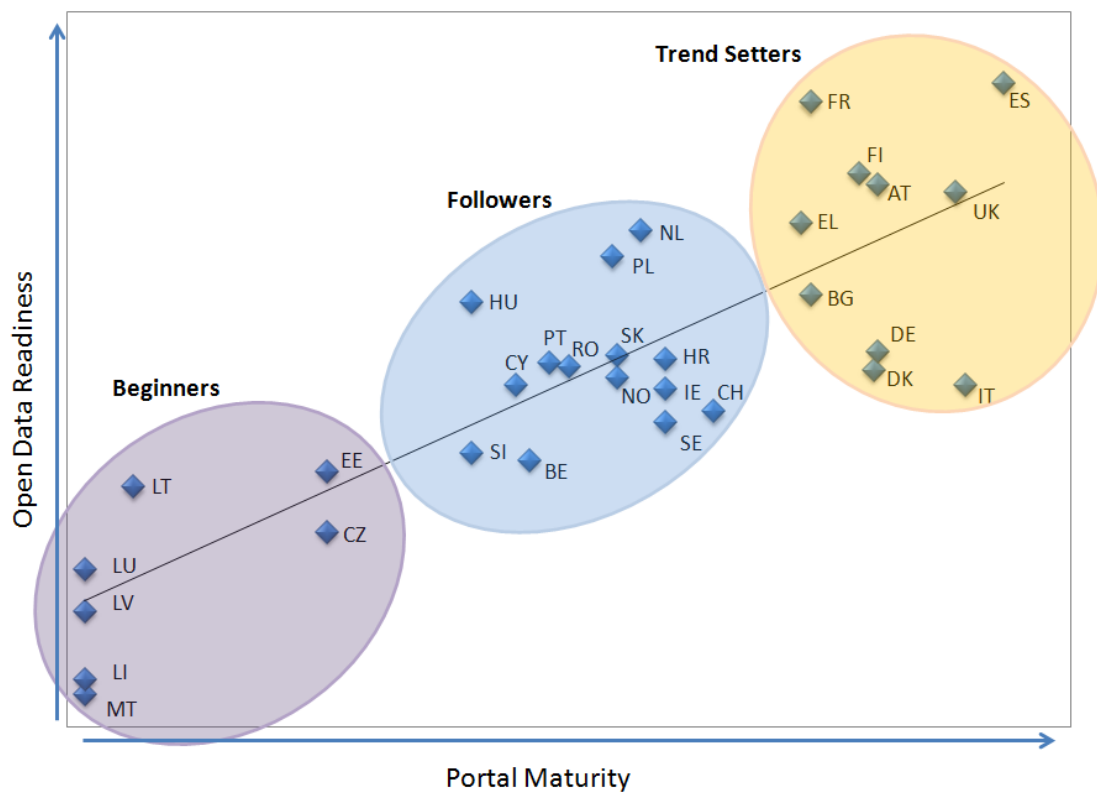 Trend Setters
ES
FR
FI
AT
UK
EL
BG
DE
DK
IT
Followers
NL
PL
HU
PT
RO
SK
HR
CY
NO
IE
CH
SE
SI
BE
Beginners
EE
LT
CZ
LU
LV
LI
MT
Open Data Readiness
Portal Maturity